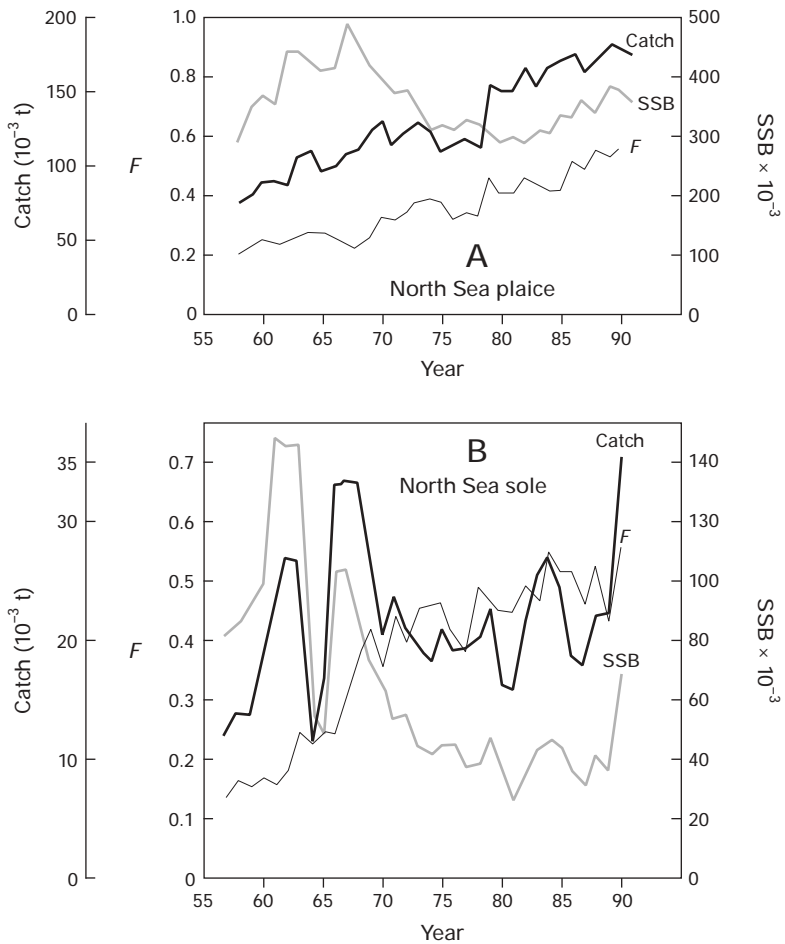 200
150
100
50
0
Catch (10⁻³ t)
F
1.0
0.8
0.6
0.4
0.2
0
500
400
300
200
100
0
SSB × 10⁻³
Catch
SSB
F
A
North Sea plaice
55 60 65 70 75 80 85 90
Year
35
30
20
10
0
Catch (10⁻³ t)
F
0.7
0.6
0.5
0.4
0.3
0.2
0.1
0
140
120
100
80
60
40
20
0
SSB × 10⁻³
B
North Sea sole
Catch
F
SSB
55 60 65 70 75 80 85 90
Year